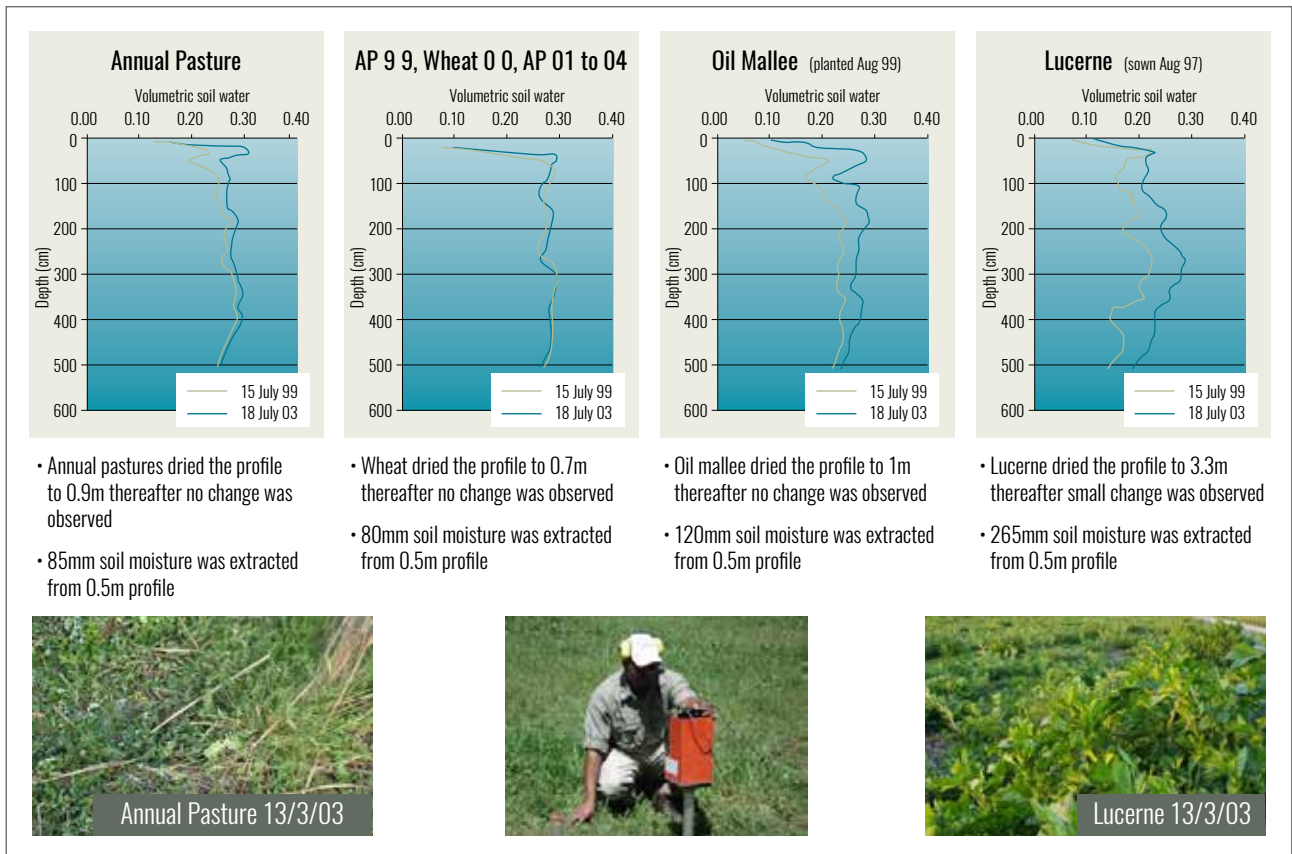 Annual Pasture
Volumetric soil water
0.00 0.10 0.20 0.30 0.40
0
100
200
300
400
500
600
Depth (cm)
15 July 99
18 July 03
AP 9 9, Wheat 0 0, AP 01 to 04
Volumetric soil water
0.00 0.10 0.20 0.30 0.40
0
100
200
300
400
500
600
Depth (cm)
15 July 99
18 July 03
Oil Mallee (planted Aug 99)
Volumetric soil water
0.00 0.10 0.20 0.30 0.40
0
100
200
300
400
500
600
Depth (cm)
15 July 99
18 July 03
Lucerne (sown Aug 97)
Volumetric soil water
0.00 0.10 0.20 0.30 0.40
0
100
200
300
400
500
600
Depth (cm)
15 July 99
18 July 03
• Annual pastures dried the profile
to 0.9m thereafter no change was
observed
• 85mm soil moisture was extracted
from 0.5m profile
• Wheat dried the profile to 0.7m
thereafter no change was observed
• 80mm soil moisture was extracted
from 0.5m profile
• Oil mallee dried the profile to 1m
thereafter no change was observed
• 120mm soil moisture was extracted
from 0.5m profile
• Lucerne dried the profile to 3.3m
thereafter small change was observed
• 265mm soil moisture was extracted
from 0.5m profile
Annual Pasture 13/3/03
Lucerne 13/3/03